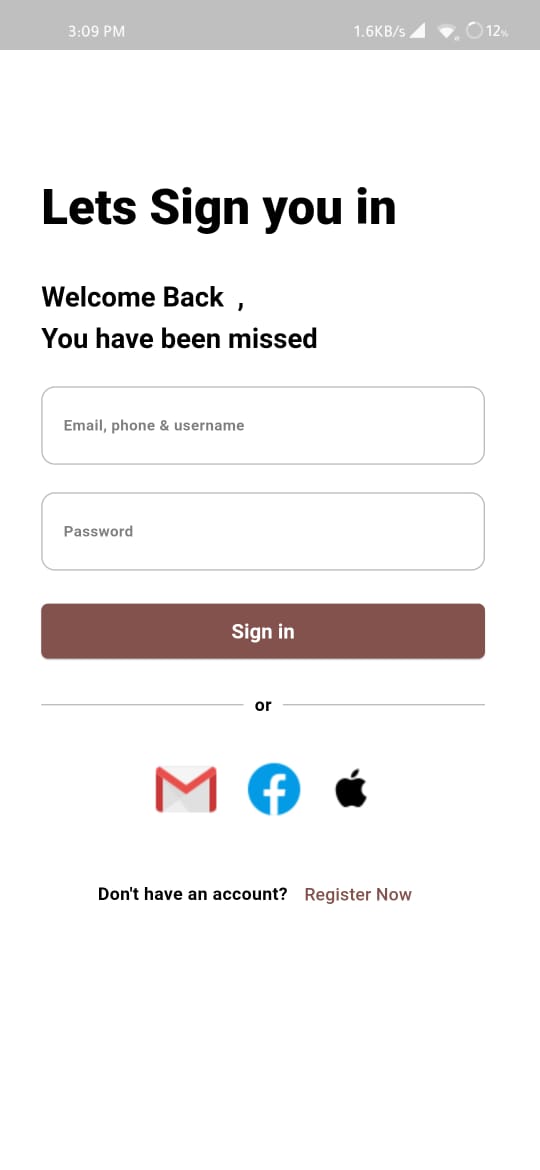 3:09 PM 1.6KB/s 12%
Lets Sign you in
Welcome Back ,
You have been missed
Email, phone & username
Password
Sign in
or
Don't have an account? Register Now